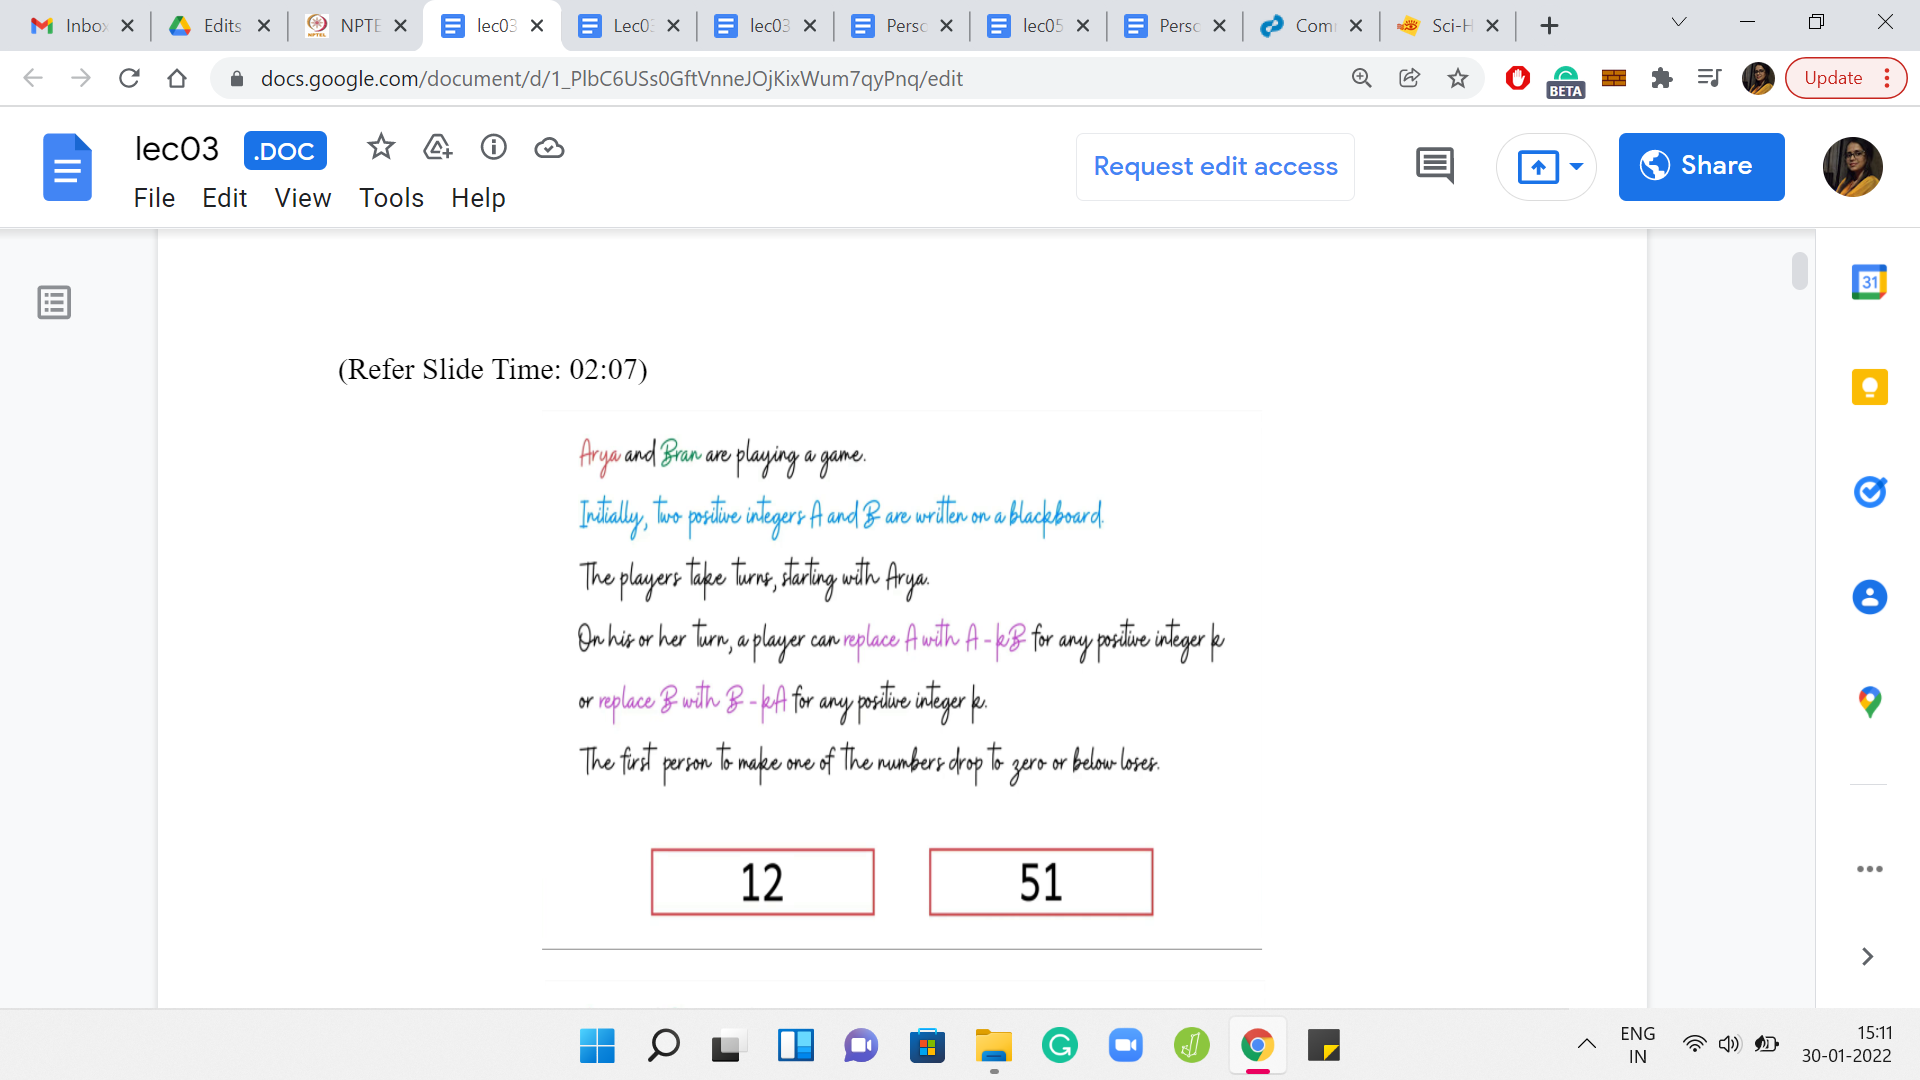 Inbo
Edits
NPTE
lec03
Lec03
lec03
Perso
lec05
Perso
Com
Sci-H
docs.google.com/document/d/1_PlbC6USs0GftVnneJOjKixWum7qyPnq/edit
BETA
Update
lec03
.DOC
Request edit access
Share
File Edit View Tools Help
31
(Refer Slide Time: 02:07)
Arya and Bran are playing a game.
Initially, two positive integers A and B are written on a blackboard.
The players take turns, starting with Arya.
On his or her turn, a player can replace A with A - kB for any positive integer k
or replace B with B - kA for any positive integer k.
The first person to make one of the numbers drop to zero or below loses.
12
51
ENG
IN
15:11
30-01-2022